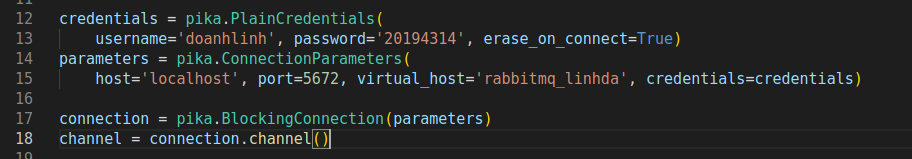 12 credentials = pika.PlainCredentials(
13     username='doanhlinh', password='20194314', erase_on_connect=True)
14 parameters = pika.ConnectionParameters(
15     host='localhost', port=5672, virtual_host='rabbitmq_linhda', credentials=credentials)
16
17 connection = pika.BlockingConnection(parameters)
18 channel = connection.channel()